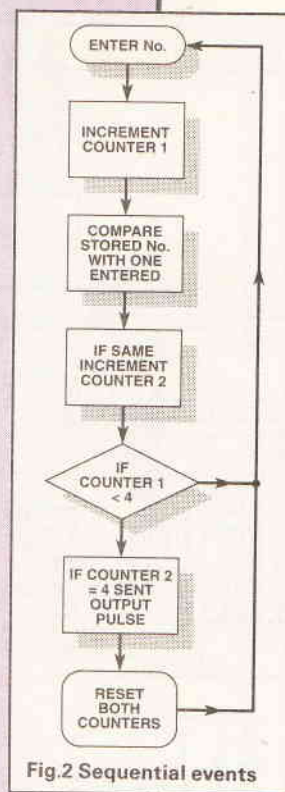 ENTER No.
INCREMENT
COUNTER 1
COMPARE
STORED No.
WITH ONE
ENTERED
IF SAME
INCREMENT
COUNTER 2
IF
COUNTER 1
< 4
IF COUNTER 2
= 4 SENT
OUTPUT
PULSE
RESET
BOTH
COUNTERS
Fig.2 Sequential events